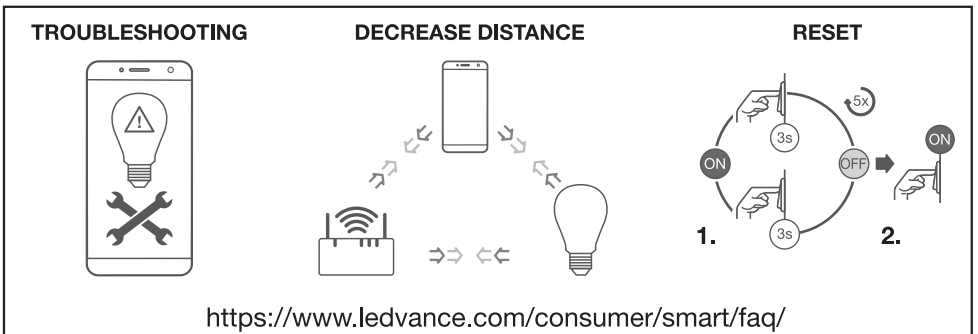 TROUBLESHOOTING
DECREASE DISTANCE
RESET
5x
3s
ON
OFF
ON
3s
1.
2.
https://www.ledvance.com/consumer/smart/faq/